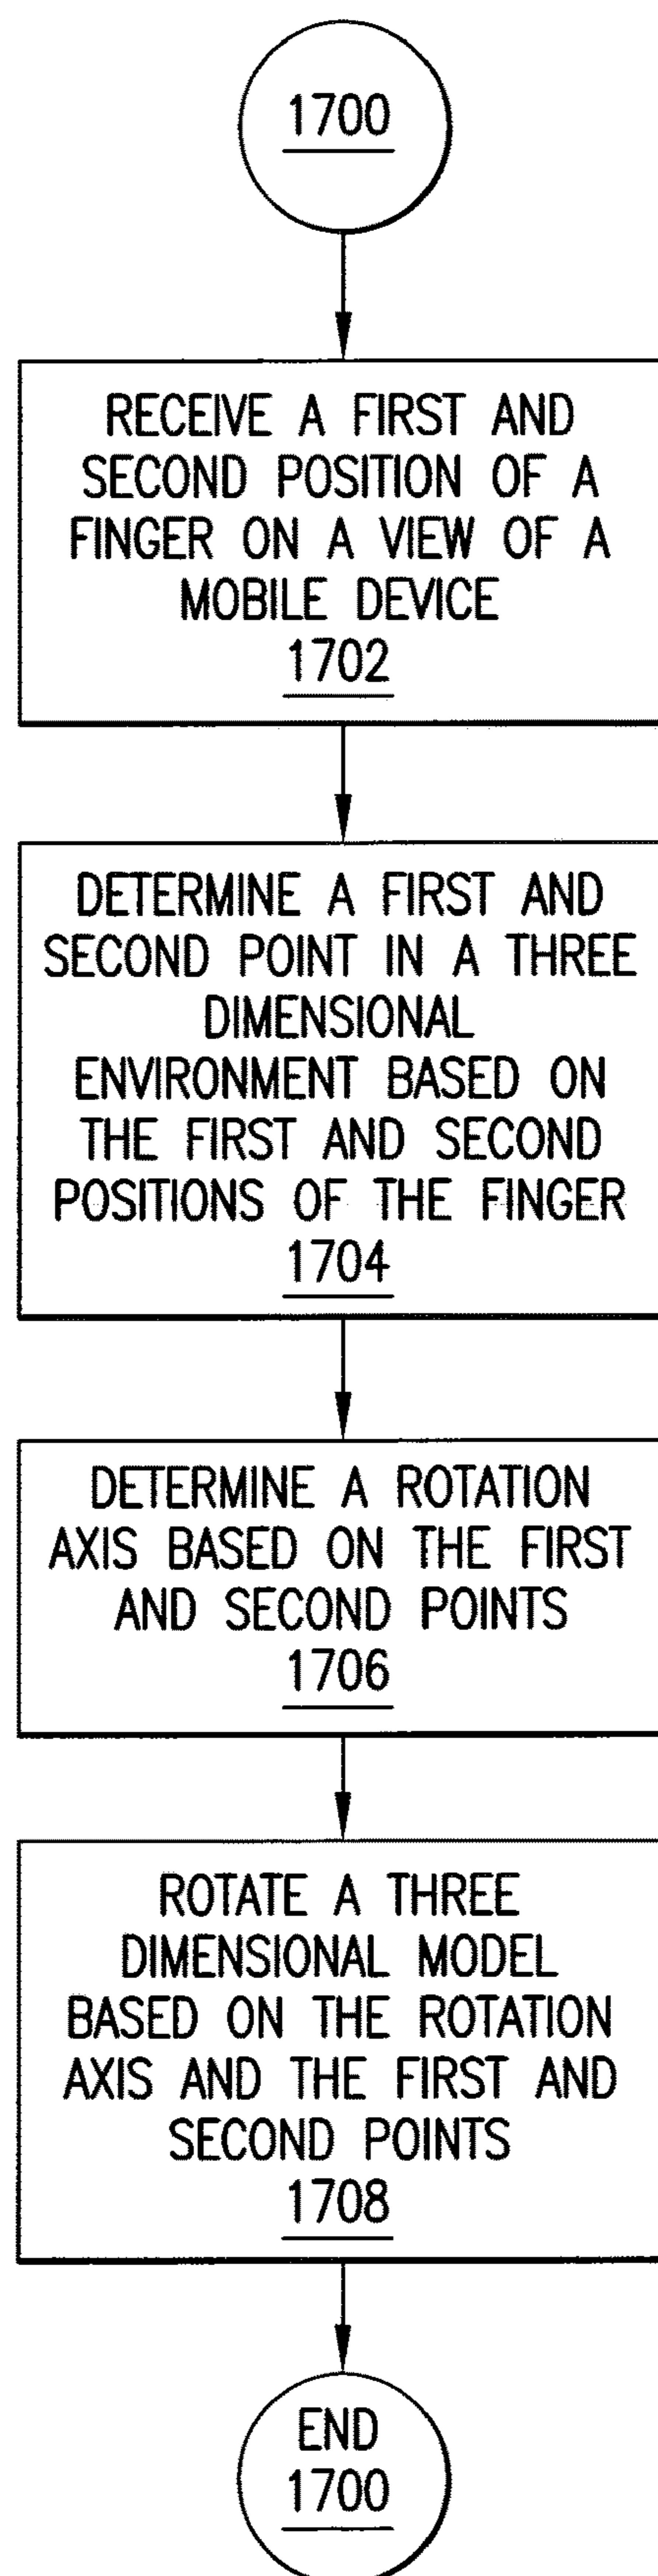 1700
RECEIVE A FIRST AND
SECOND POSITION OF A
FINGER ON A VIEW OF A
MOBILE DEVICE
1702
DETERMINE A FIRST AND
SECOND POINT IN A THREE
DIMENSIONAL
ENVIRONMENT BASED ON
THE FIRST AND SECOND
POSITIONS OF THE FINGER
1704
DETERMINE A ROTATION
AXIS BASED ON THE FIRST
AND SECOND POINTS
1706
ROTATE A THREE
DIMENSIONAL MODEL
BASED ON THE ROTATION
AXIS AND THE FIRST AND
SECOND POINTS
1708
END
1700